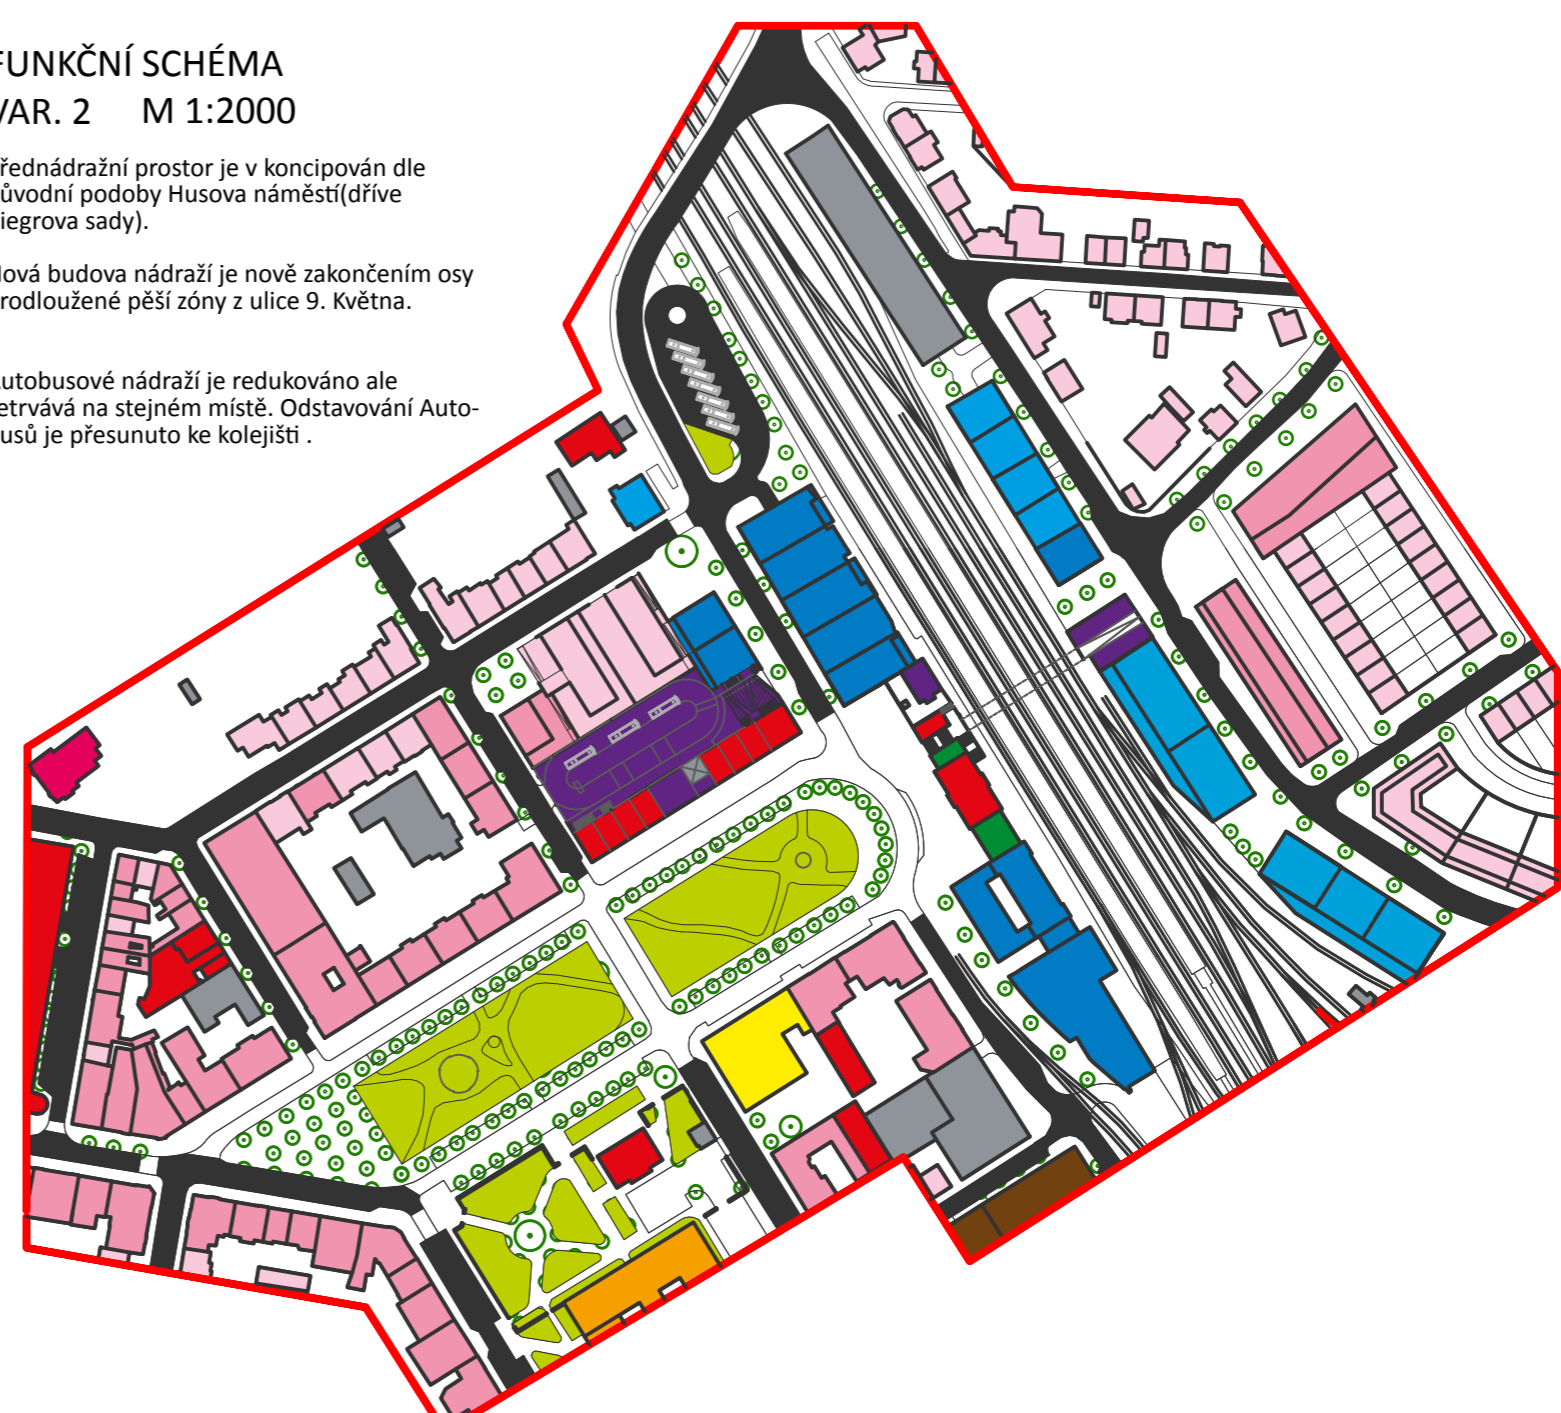 FUNKČNÍ SCHÉMA
VAR. 2 M 1:2000
řednádražní prostor je v koncipován dle
ůvodní podoby Husova náměstí(dříve
iegrova sady).
lová budova nádraží je nově zakončením osy
rodloužené pěší zóny z ulice 9. Května.
utobusové nádraží je redukováno ale
etrvává na stejném místě. Odstavování Auto-
usů je přesunuto ke kolejišti .